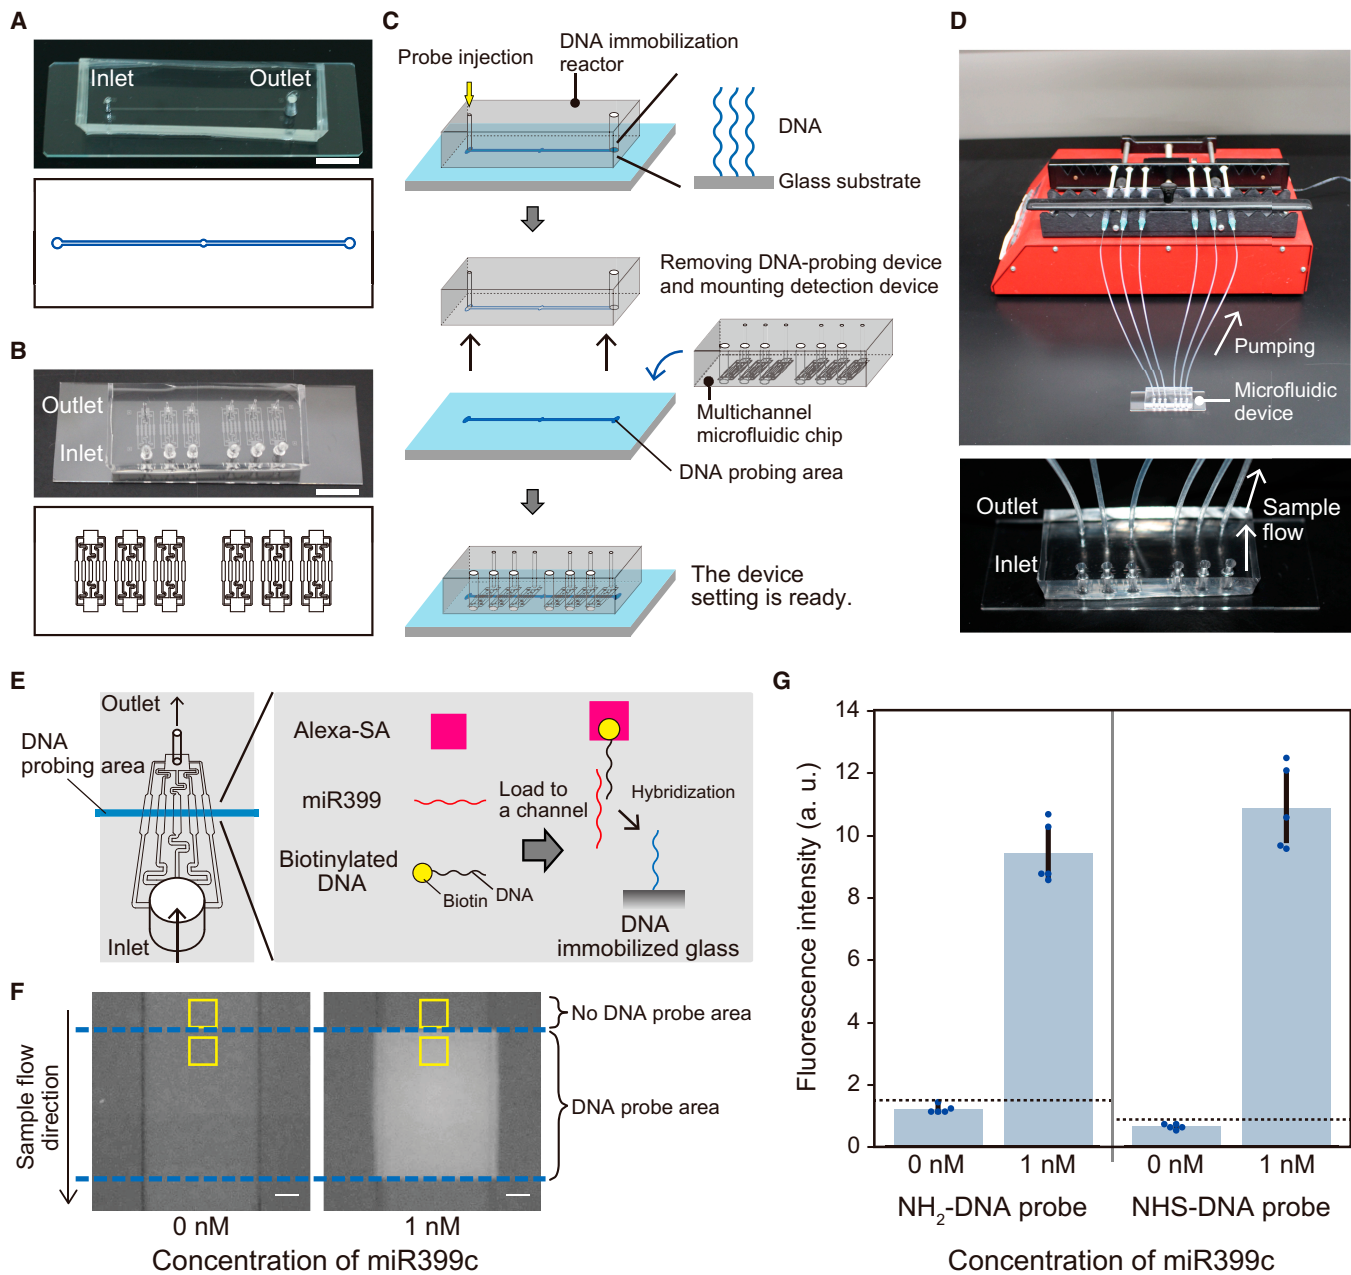 A
Inlet
Outlet
B
Outlet
Inlet
C
Probe injection
DNA immobilization
reactor
DNA
Glass substrate
Removing DNA-probing device
and mounting detection device
Multichannel
microfluidic chip
DNA probing area
The device
setting is ready.
D
Pumping
Microfluidic
device
Outlet
Inlet
Sample
flow
E
Outlet
DNA
probing area
Inlet
Alexa-SA
miR399
Biotinylated
DNA
Biotin
DNA
Load to
a channel
Hybridization
DNA
immobilized glass
F
Sample flow
direction
No DNA probe area
DNA probe area
0 nM
1 nM
Concentration of miR399c
G
Fluorescence intensity (a. u.)
14
12
10
8
6
4
2
0
0 nM
1 nM
0 nM
1 nM
NH2-DNA probe
NHS-DNA probe
Concentration of miR399c